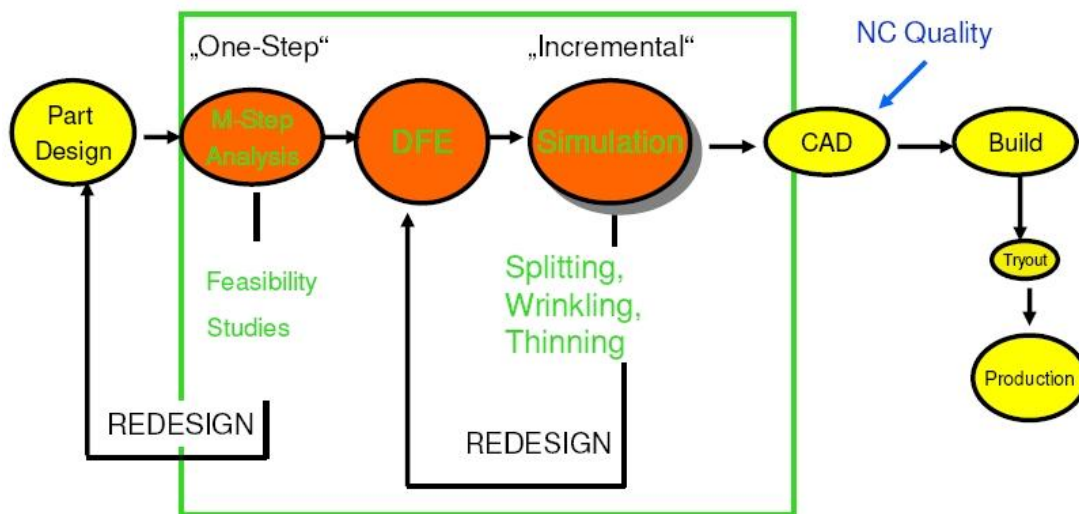 „One-Step“
„Incremental“
NC Quality
Part
Design
M-Step
Analysis
DFE
Simulation
CAD
Build
Feasibility
Studies
Splitting,
Wrinkling,
Thinning
Tryout
Production
REDESIGN
REDESIGN